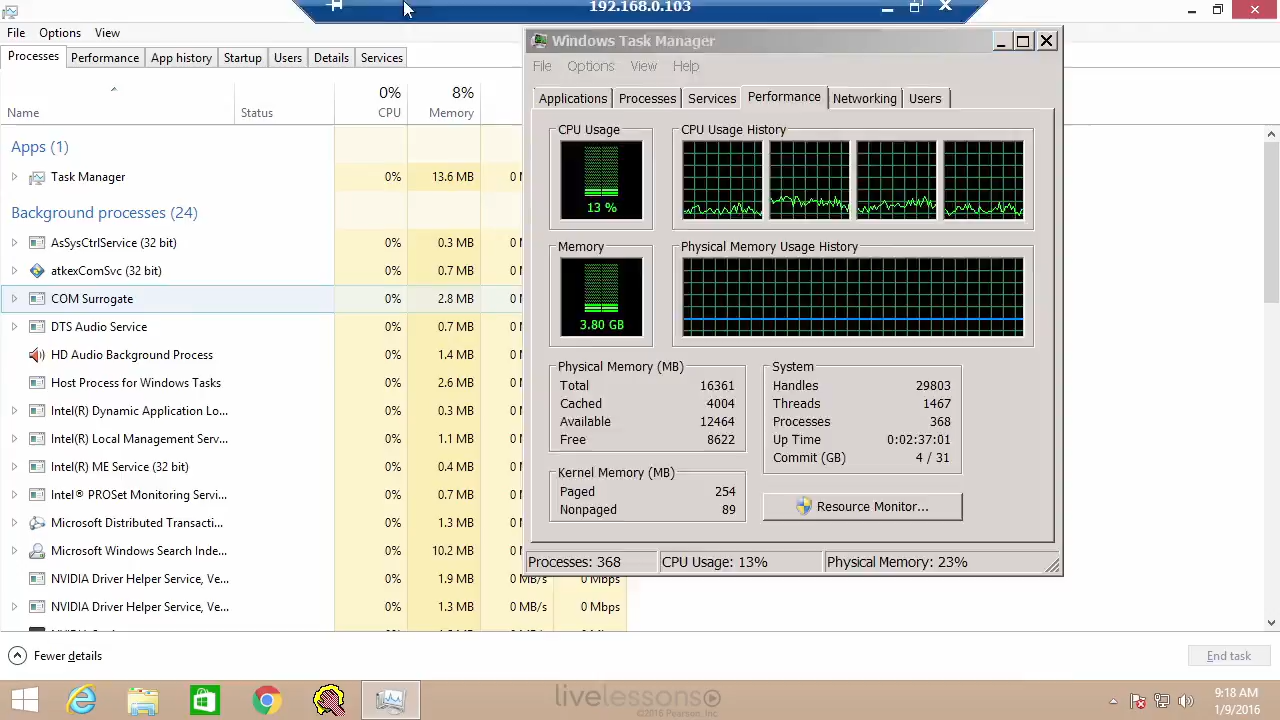 192.168.0.103
File Options View
Processes Performance App history Startup Users Details Services
0% 8%
Name Status CPU Memory
Apps (1)
Task Manager 0% 13.6 MB
Background processes (24)
AsSysCtrlService (32 bit) 0% 0.3 MB
atkexComSvc (32 bit) 0% 0.7 MB
COM Surrogate 0% 2.8 MB
DTS Audio Service 0% 0.7 MB
HD Audio Background Process 0% 1.4 MB
Host Process for Windows Tasks 0% 2.6 MB
Intel(R) Dynamic Application Lo... 0% 0.3 MB
Intel(R) Local Management Serv... 0% 1.1 MB
Intel(R) ME Service (32 bit) 0% 0.4 MB
Intel® PROSet Monitoring Servi... 0% 0.7 MB
Microsoft Distributed Transacti... 0% 1.3 MB
Microsoft Windows Search Inde... 0% 10.2 MB
NVIDIA Driver Helper Service, Ve... 0% 1.9 MB 0 MB/s 0 Mbps
NVIDIA Driver Helper Service, Ve... 0% 1.3 MB 0 MB/s 0 Mbps
Windows Task Manager
File Options View Help
Applications Processes Services Performance Networking Users
CPU Usage CPU Usage History
13 %
Memory Physical Memory Usage History
3.80 GB
Physical Memory (MB)
Total 16361
Cached 4004
Available 12464
Free 8622
System
Handles 29803
Threads 1467
Processes 368
Up Time 0:02:37:01
Commit (GB) 4 / 31
Kernel Memory (MB)
Paged 254
Nonpaged 89
Resource Monitor...
Processes: 368 CPU Usage: 13% Physical Memory: 23%
Fewer details End task
livelessons
©2016 Pearson, Inc.
9:18 AM
1/9/2016